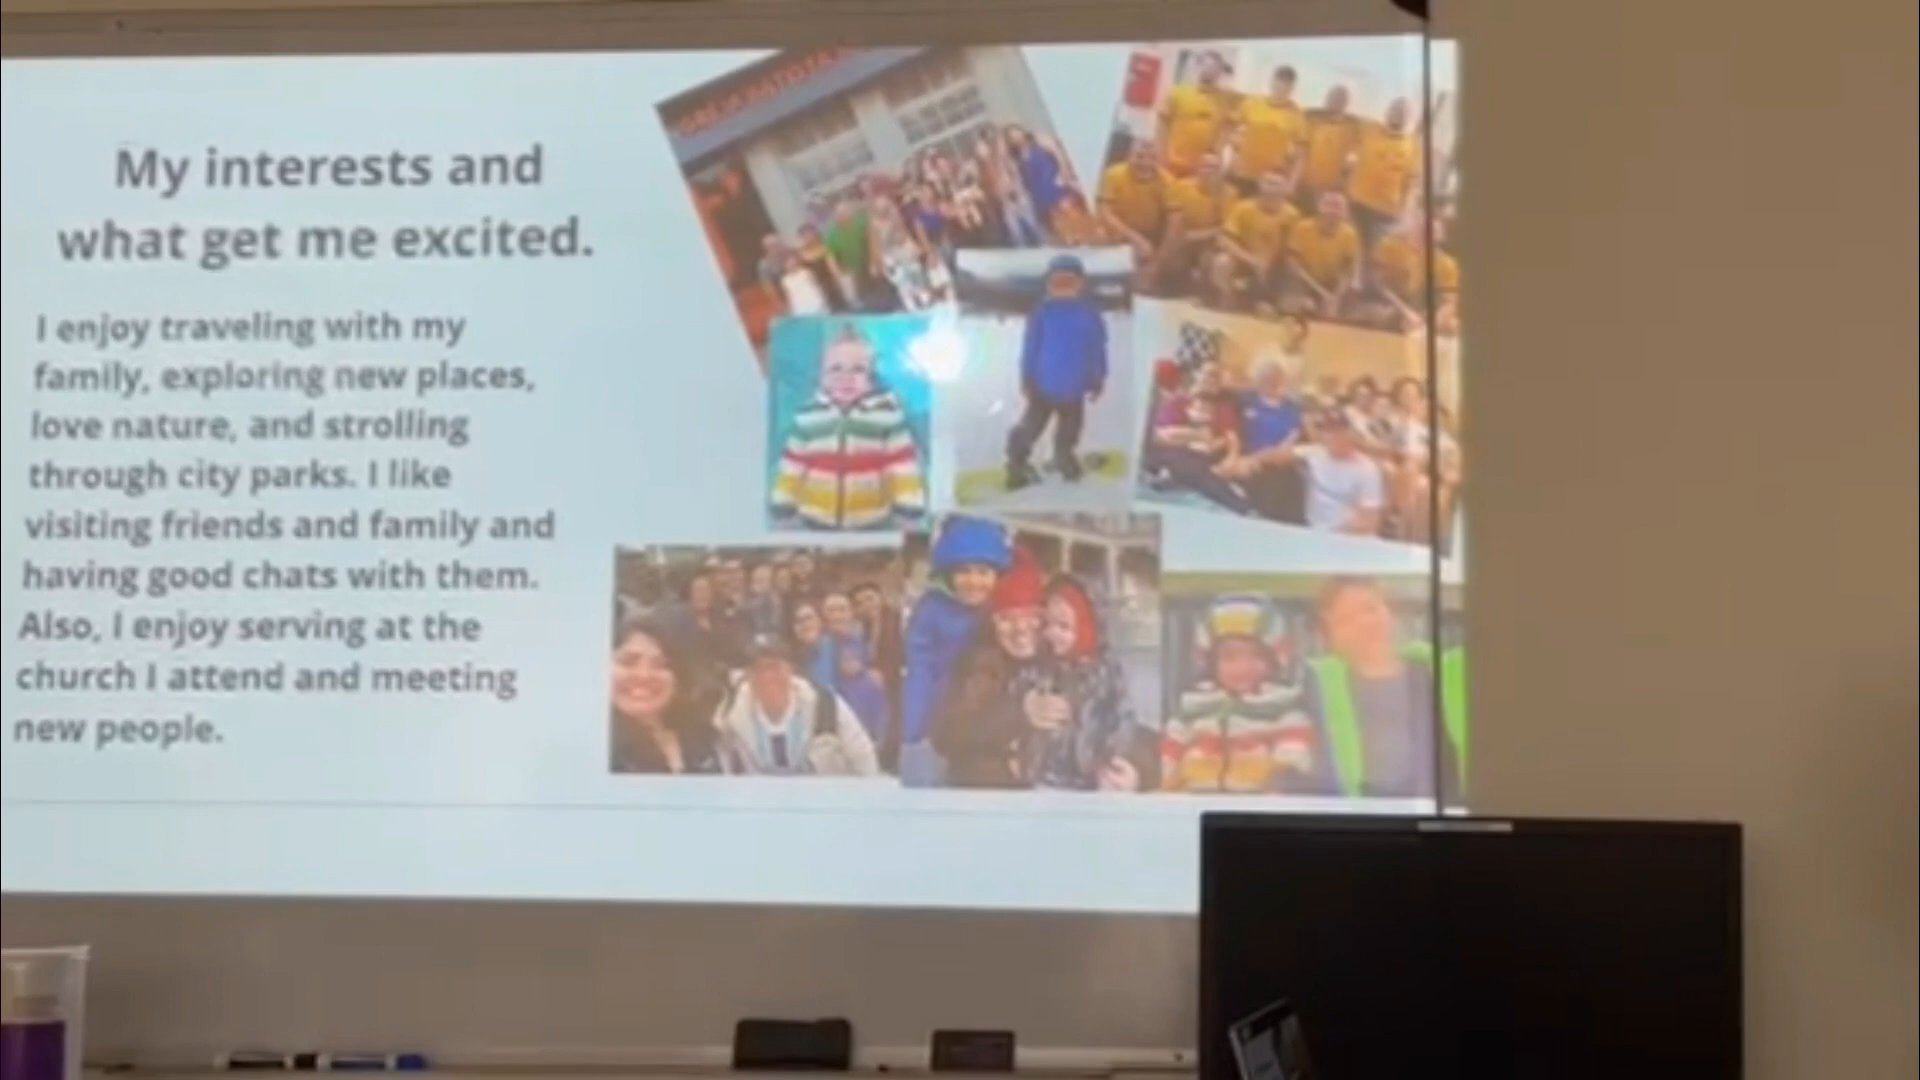 My interests and
what get me excited.
I enjoy traveling with my
family, exploring new places,
love nature, and strolling
through city parks. I like
visiting friends and family and
having good chats with them.
Also, I enjoy serving at the
church I attend and meeting
new people.